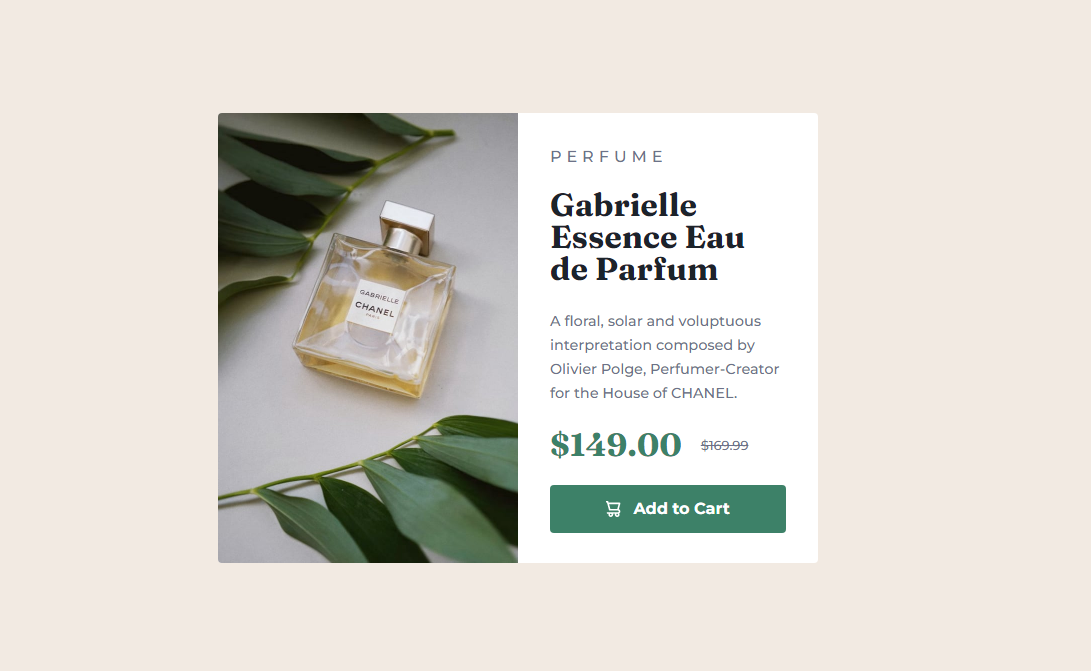 GABRIELLE
CHANEL
PARIS
PERFUME
Gabrielle
Essence Eau
de Parfum
A floral, solar and voluptuous
interpretation composed by
Olivier Polge, Perfumer-Creator
for the House of CHANEL.
$149.00 $169.99
Add to Cart